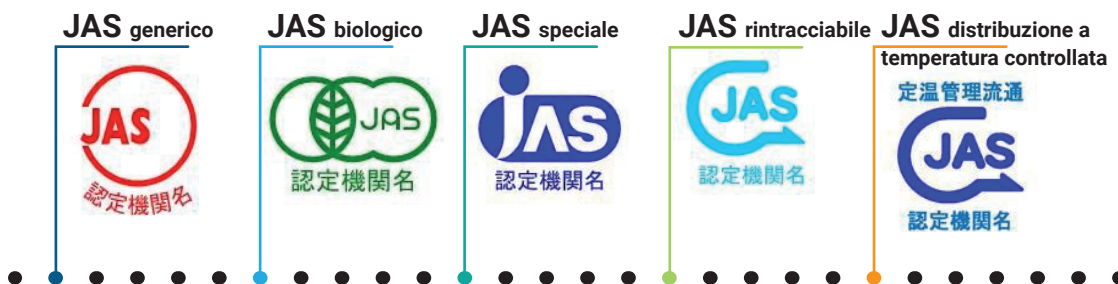 JAS generico
JAS
認定機関名
JAS biologico
JAS
認定機関名
JAS speciale
JAS
認定機関名
JAS rintracciabile
JAS
認定機関名
JAS distribuzione a
temperatura controllata
定温管理流通
JAS
認定機関名